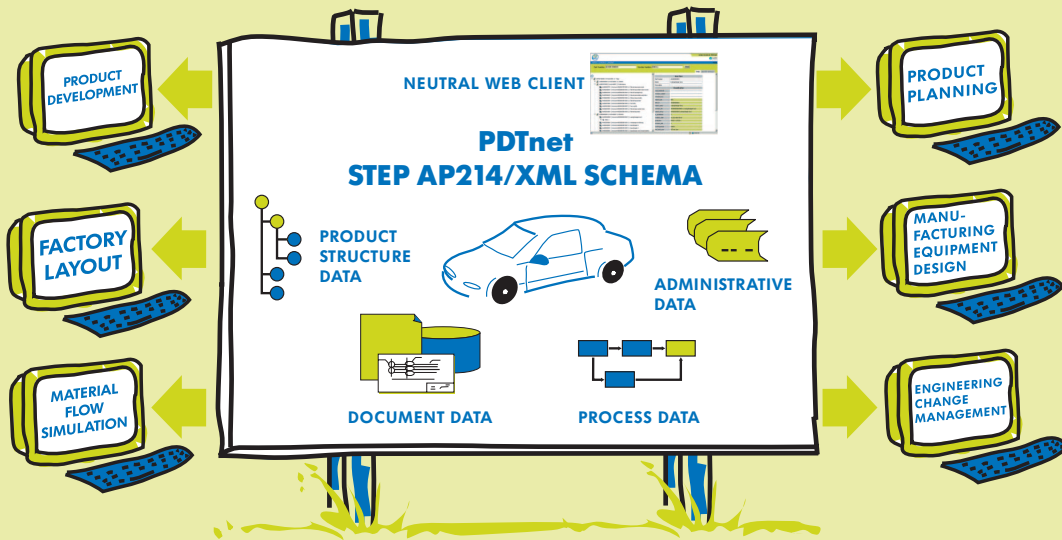 PRODUCT
DEVELOPMENT
FACTORY
LAYOUT
MATERIAL
FLOW
SIMULATION
NEUTRAL WEB CLIENT
PDTnet
STEP AP214/XML SCHEMA
PRODUCT
STRUCTURE
DATA
ADMINISTRATIVE
DATA
DOCUMENT DATA
PROCESS DATA
PRODUCT
PLANNING
MANU-
FACTURING
EQUIPMENT
DESIGN
ENGINEERING
CHANGE
MANAGEMENT